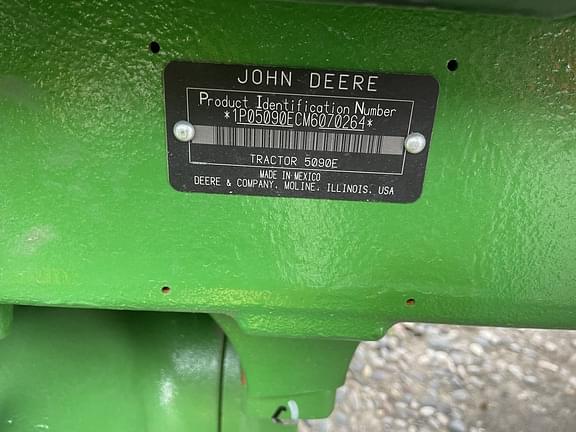 JOHN DEERE
Product Identification Number
*1P05090ECM6070264*
TRACTOR 5090E
MADE IN MEXICO
DEERE & COMPANY, MOLINE, ILLINOIS, USA